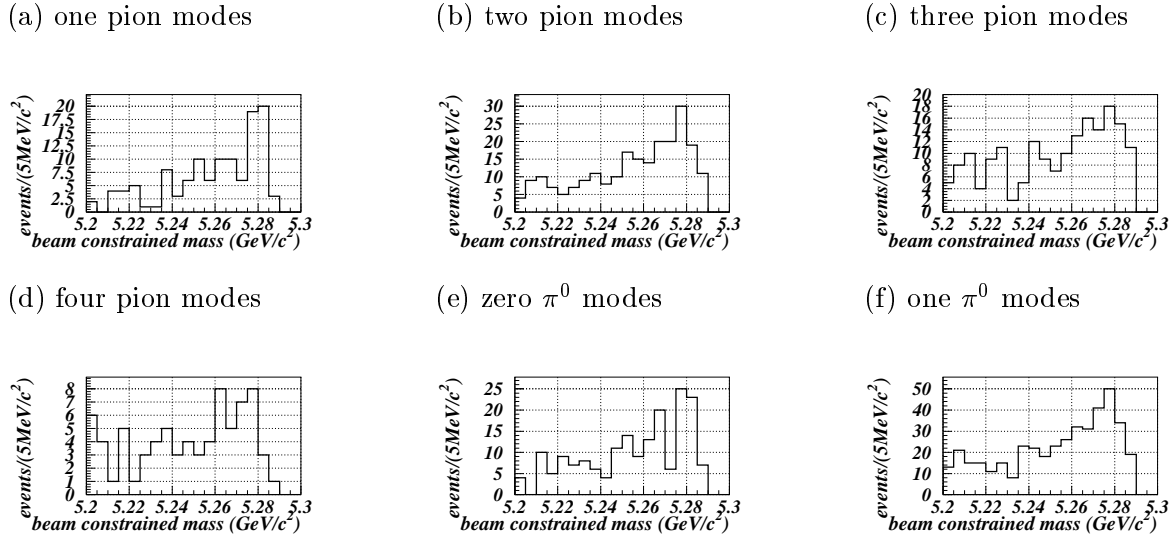 (a) one pion modes
(b) two pion modes
(c) three pion modes
events/(5MeV/c²)
20
17.5
15
12.5
10
7.5
5
2.5
0
5.2 5.22 5.24 5.26 5.28 5.3
beam constrained mass (GeV/c²)
events/(5MeV/c²)
30
25
20
15
10
5
0
5.2 5.22 5.24 5.26 5.28 5.3
beam constrained mass (GeV/c²)
events/(5MeV/c²)
20
18
16
14
12
10
8
6
4
2
0
5.2 5.22 5.24 5.26 5.28 5.3
beam constrained mass (GeV/c²)
(d) four pion modes
(e) zero π⁰ modes
(f) one π⁰ modes
events/(5MeV/c²)
8
7
6
5
4
3
2
1
0
5.2 5.22 5.24 5.26 5.28 5.3
beam constrained mass (GeV/c²)
events/(5MeV/c²)
25
20
15
10
5
0
5.2 5.22 5.24 5.26 5.28 5.3
beam constrained mass (GeV/c²)
events/(5MeV/c²)
50
40
30
20
10
0
5.2 5.22 5.24 5.26 5.28 5.3
beam constrained mass (GeV/c²)